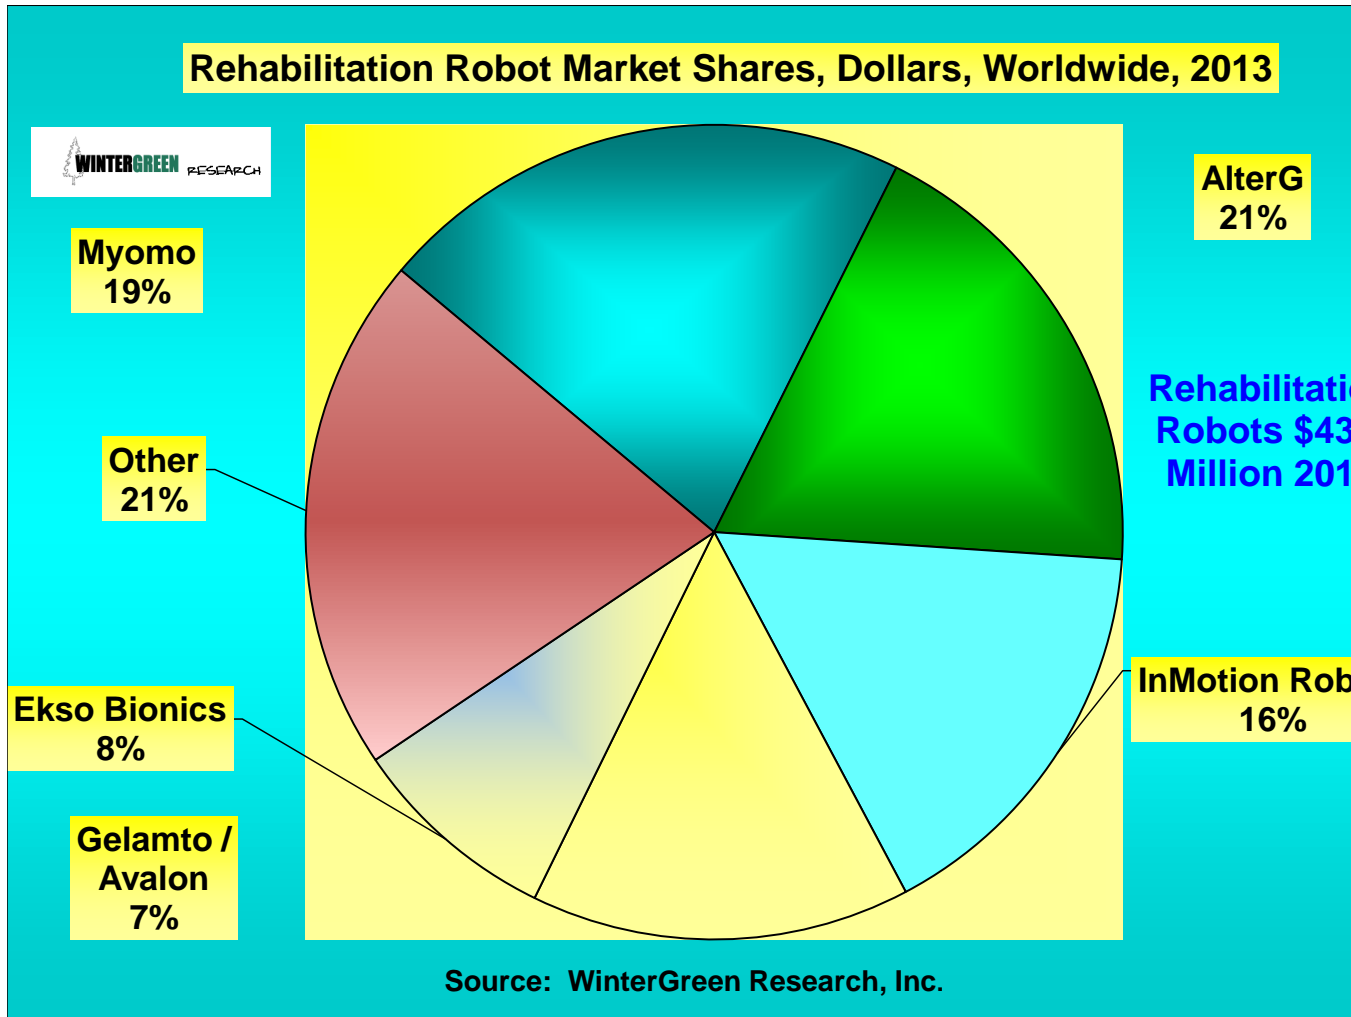 Rehabilitation Robot Market Shares, Dollars, Worldwide, 2013
WINTERGREEN RESEARCH
AlterG
21%
Myomo
19%
Rehabilitatio
Robots $43
Million 201
Other
21%
InMotion Rob
16%
Ekso Bionics
8%
Gelamto /
Avalon
7%
Source: WinterGreen Research, Inc.